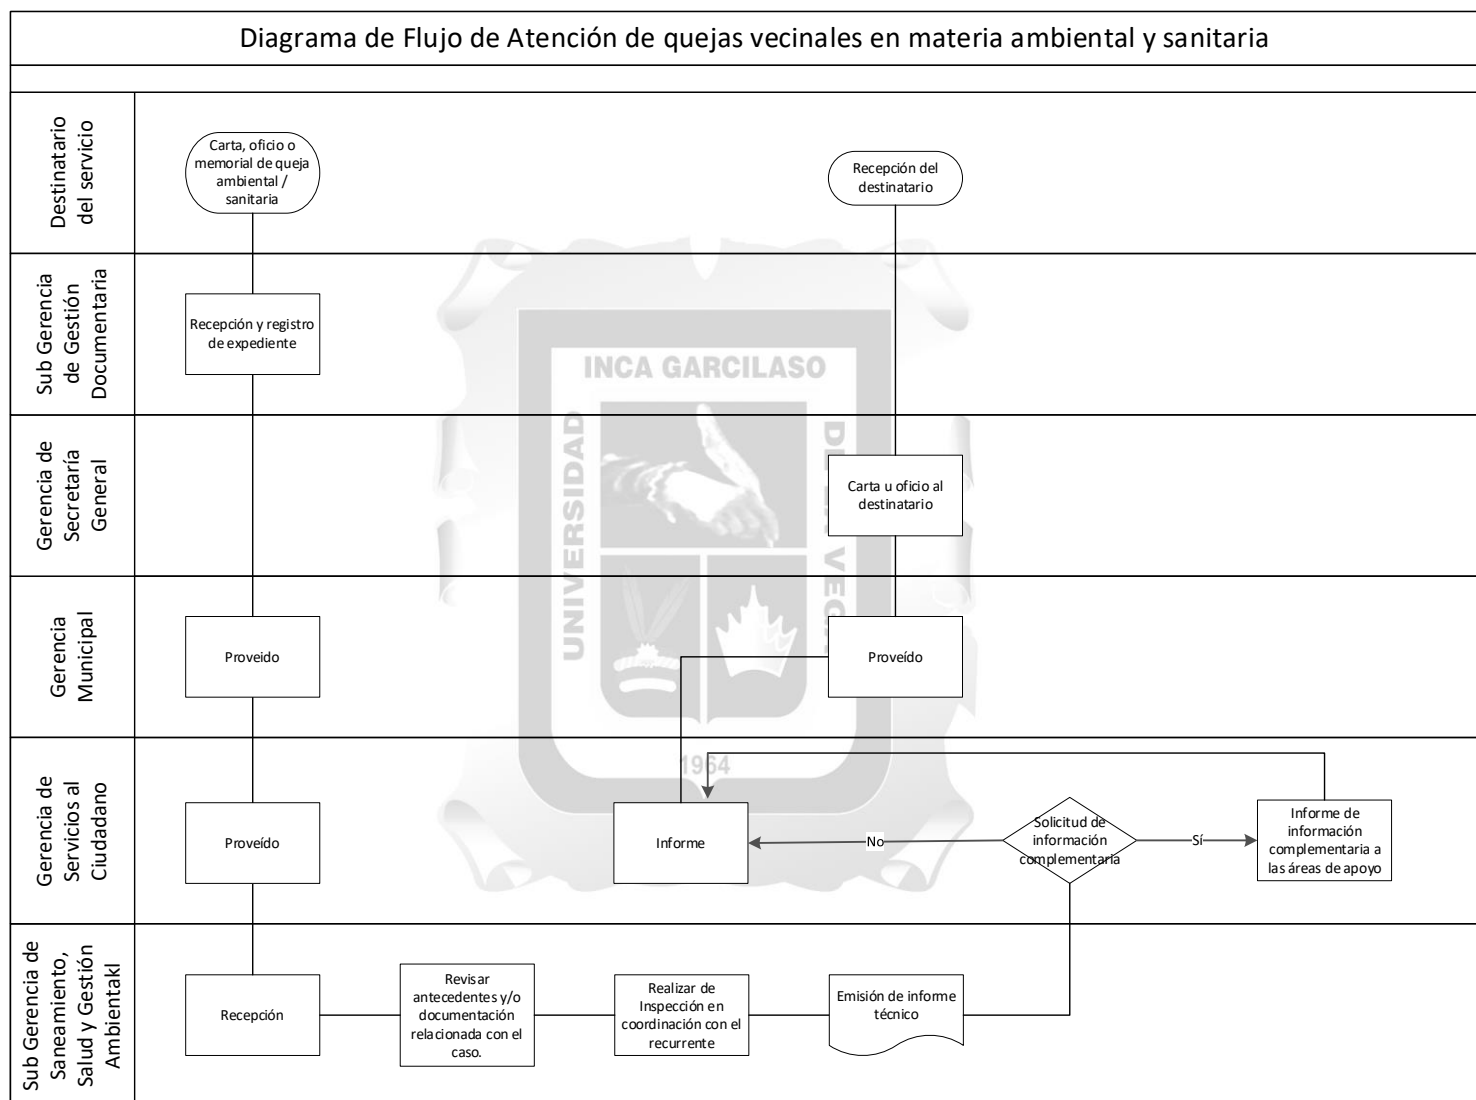 Diagrama de Flujo de Atención de quejas vecinales en materia ambiental y sanitaria
Destinatario
del servicio
Carta, oficio o
memorial de queja
ambiental /
sanitaria
Recepción del
destinatario
Sub Gerencia
de Gestión
Documentaria
Recepción y registro
de expediente
INCA GARCILASO
UNIVERSIDAD
DE LA VEGA
1964
Gerencia de
Secretaría
General
Carta u oficio al
destinatario
Gerencia
Municipal
Proveido
Proveído
Gerencia de
Servicios al
Ciudadano
Proveído
Informe
No
Solicitud de
información
complementaria
Sí
Informe de
información
complementaria a
las áreas de apoyo
Sub Gerencia de
Saneamiento,
Salud y Gestión
Ambientakl
Recepción
Revisar
antecedentes y/o
documentación
relacionada con el
caso.
Realizar de
Inspección en
coordinación con el
recurrente
Emisión de informe
técnico